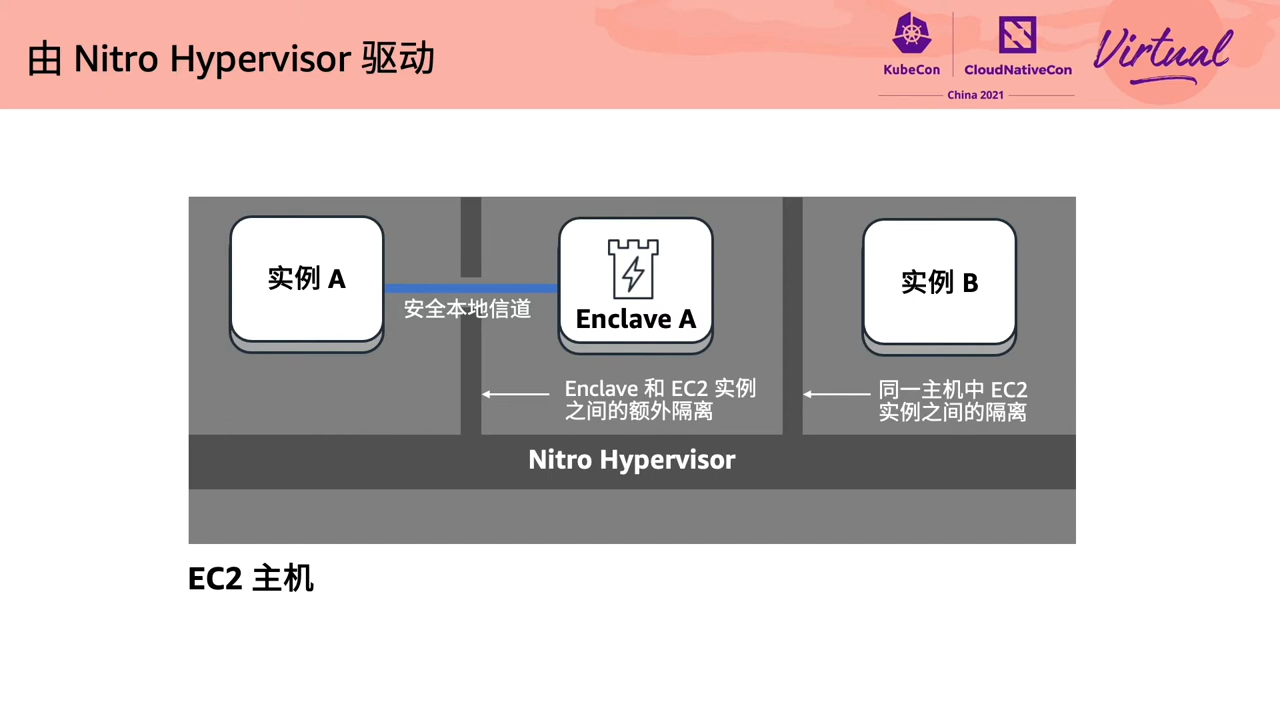 由 Nitro Hypervisor 驱动
KubeCon
CloudNativeCon
China 2021
Virtual
实例 A
安全本地信道
Enclave A
实例 B
Enclave 和 EC2 实例
之间的额外隔离
同一主机中 EC2
实例之间的隔离
Nitro Hypervisor
EC2 主机